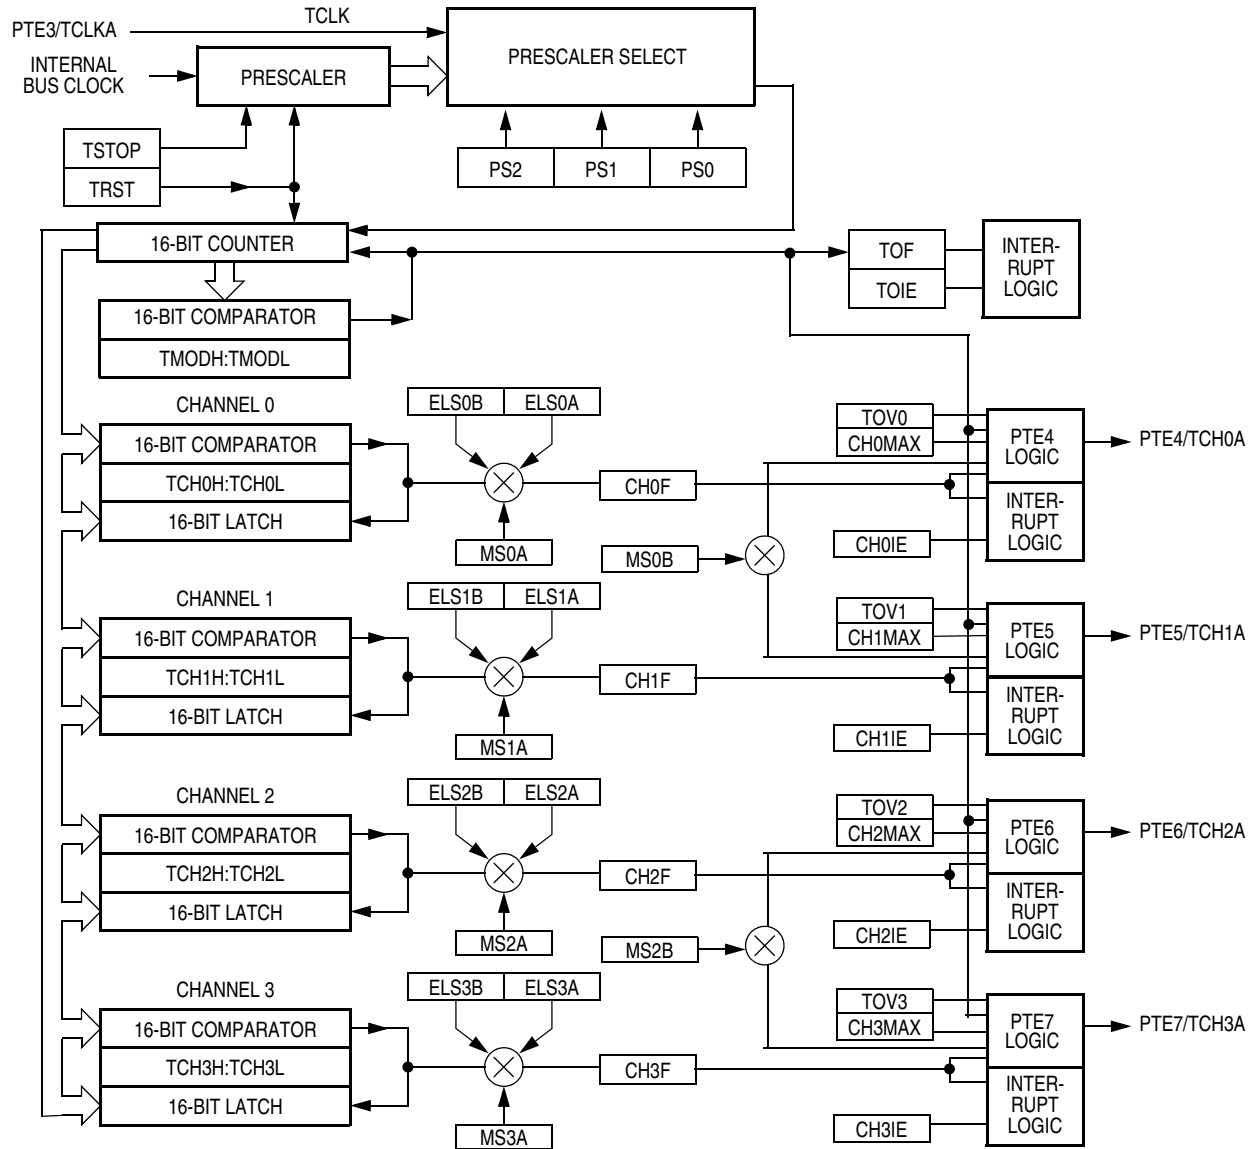 TCLK
PTE3/TCLKA
PRESCALER SELECT
INTERNAL
BUS CLOCK
PRESCALER
TSTOP
TRST
PS2
PS1
PS0
16-BIT COUNTER
TOF
TOIE
INTER-
RUPT
LOGIC
16-BIT COMPARATOR
TMODH:TMODL
CHANNEL 0
ELS0B
ELS0A
TOV0
CH0MAX
PTE4
LOGIC
PTE4/TCH0A
16-BIT COMPARATOR
TCH0H:TCH0L
16-BIT LATCH
CH0F
MS0A
MS0B
CH0IE
INTER-
RUPT
LOGIC
CHANNEL 1
ELS1B
ELS1A
TOV1
CH1MAX
PTE5
LOGIC
PTE5/TCH1A
16-BIT COMPARATOR
TCH1H:TCH1L
16-BIT LATCH
CH1F
MS1A
CH1IE
INTER-
RUPT
LOGIC
CHANNEL 2
ELS2B
ELS2A
TOV2
CH2MAX
PTE6
LOGIC
PTE6/TCH2A
16-BIT COMPARATOR
TCH2H:TCH2L
16-BIT LATCH
CH2F
MS2A
MS2B
CH2IE
INTER-
RUPT
LOGIC
CHANNEL 3
ELS3B
ELS3A
TOV3
CH3MAX
PTE7
LOGIC
PTE7/TCH3A
16-BIT COMPARATOR
TCH3H:TCH3L
16-BIT LATCH
CH3F
MS3A
CH3IE
INTER-
RUPT
LOGIC